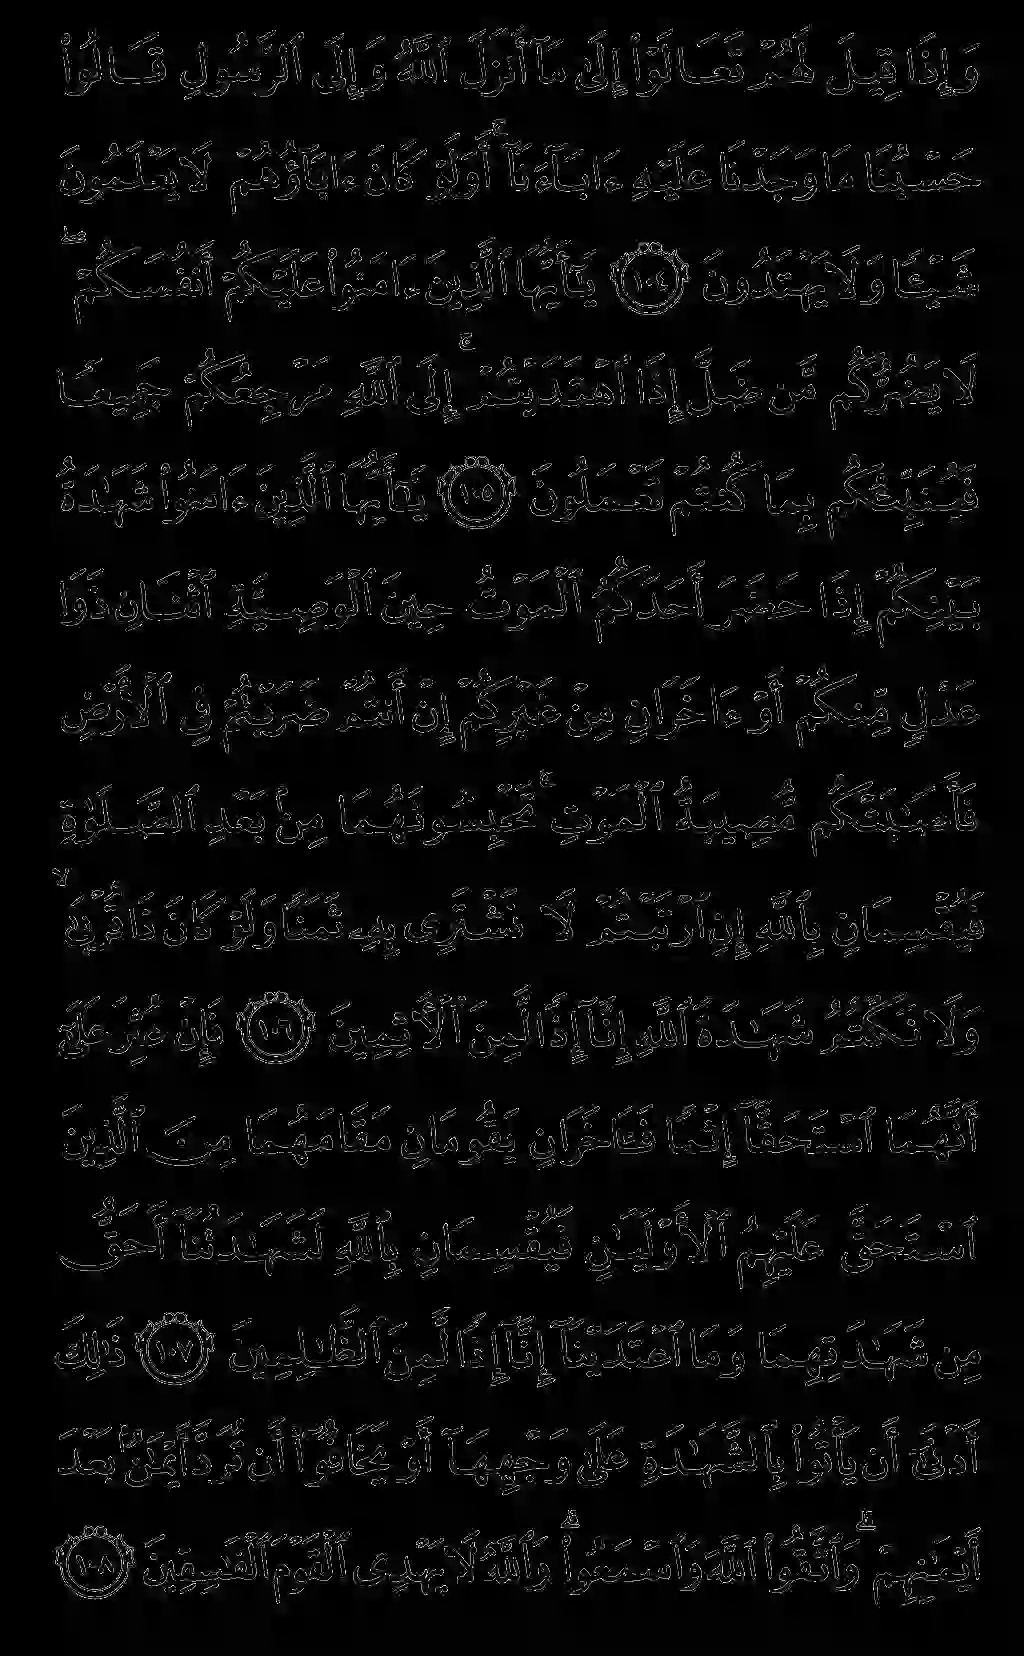 وَإِذَا قِيلَ لَهُمْ تَعَالَوْا۟ إِلَىٰ مَآ أَنزَلَ ٱللَّهُ وَإِلَى ٱلرَّسُولِ قَالُوا۟
حَسْبُنَا مَا وَجَدْنَا عَلَيْهِ ءَابَآءَنَآ ۚ أَوَلَوْ كَانَ ءَابَآؤُهُمْ لَا يَعْلَمُونَ
شَيْـًٔا وَلَا يَهْتَدُونَ ١٠٤ يَـٰٓأَيُّهَا ٱلَّذِينَ ءَامَنُوا۟ عَلَيْكُمْ أَنفُسَكُمْ ۖ
لَا يَضُرُّكُم مَّن ضَلَّ إِذَا ٱهْتَدَيْتُمْ ۚ إِلَى ٱللَّهِ مَرْجِعُكُمْ جَمِيعًا
فَيُنَبِّئُكُم بِمَا كُنتُمْ تَعْمَلُونَ ١٠٥ يَـٰٓأَيُّهَا ٱلَّذِينَ ءَامَنُوا۟ شَهَـٰدَةُ
بَيْنِكُمْ إِذَا حَضَرَ أَحَدَكُمُ ٱلْمَوْتُ حِينَ ٱلْوَصِيَّةِ ٱثْنَانِ ذَوَا
عَدْلٍ مِّنكُمْ أَوْ ءَاخَرَانِ مِنْ غَيْرِكُمْ إِنْ أَنتُمْ ضَرَبْتُمْ فِى ٱلْأَرْضِ
فَأَصَـٰبَتْكُم مُّصِيبَةُ ٱلْمَوْتِ ۚ تَحْبِسُونَهُمَا مِنۢ بَعْدِ ٱلصَّلَوٰةِ
فَيُقْسِمَانِ بِٱللَّهِ إِنِ ٱرْتَبْتُمْ لَا نَشْتَرِى بِهِۦ ثَمَنًا وَلَوْ كَانَ ذَا قُرْبَىٰ ۙ
وَلَا نَكْتُمُ شَهَـٰدَةَ ٱللَّهِ إِنَّآ إِذًا لَّمِنَ ٱلْـَٔاثِمِينَ ١٠٦ فَإِنْ عُثِرَ عَلَىٰٓ
أَنَّهُمَا ٱسْتَحَقَّآ إِثْمًا فَـَٔاخَرَانِ يَقُومَانِ مَقَامَهُمَا مِنَ ٱلَّذِينَ
ٱسْتَحَقَّ عَلَيْهِمُ ٱلْأَوْلَيَـٰنِ فَيُقْسِمَانِ بِٱللَّهِ لَشَهَـٰدَتُنَآ أَحَقُّ
مِن شَهَـٰدَتِهِمَا وَمَا ٱعْتَدَيْنَآ إِنَّآ إِذًا لَّمِنَ ٱلظَّـٰلِمِينَ ١٠٧ ذَٰلِكَ
أَدْنَىٰٓ أَن يَأْتُوا۟ بِٱلشَّهَـٰدَةِ عَلَىٰ وَجْهِهَآ أَوْ يَخَافُوٓا۟ أَن تُرَدَّ أَيْمَـٰنٌۢ بَعْدَ
أَيْمَـٰنِهِمْ ۗ وَٱتَّقُوا۟ ٱللَّهَ وَٱسْمَعُوا۟ ۗ وَٱللَّهُ لَا يَهْدِى ٱلْقَوْمَ ٱلْفَـٰسِقِينَ ١٠٨